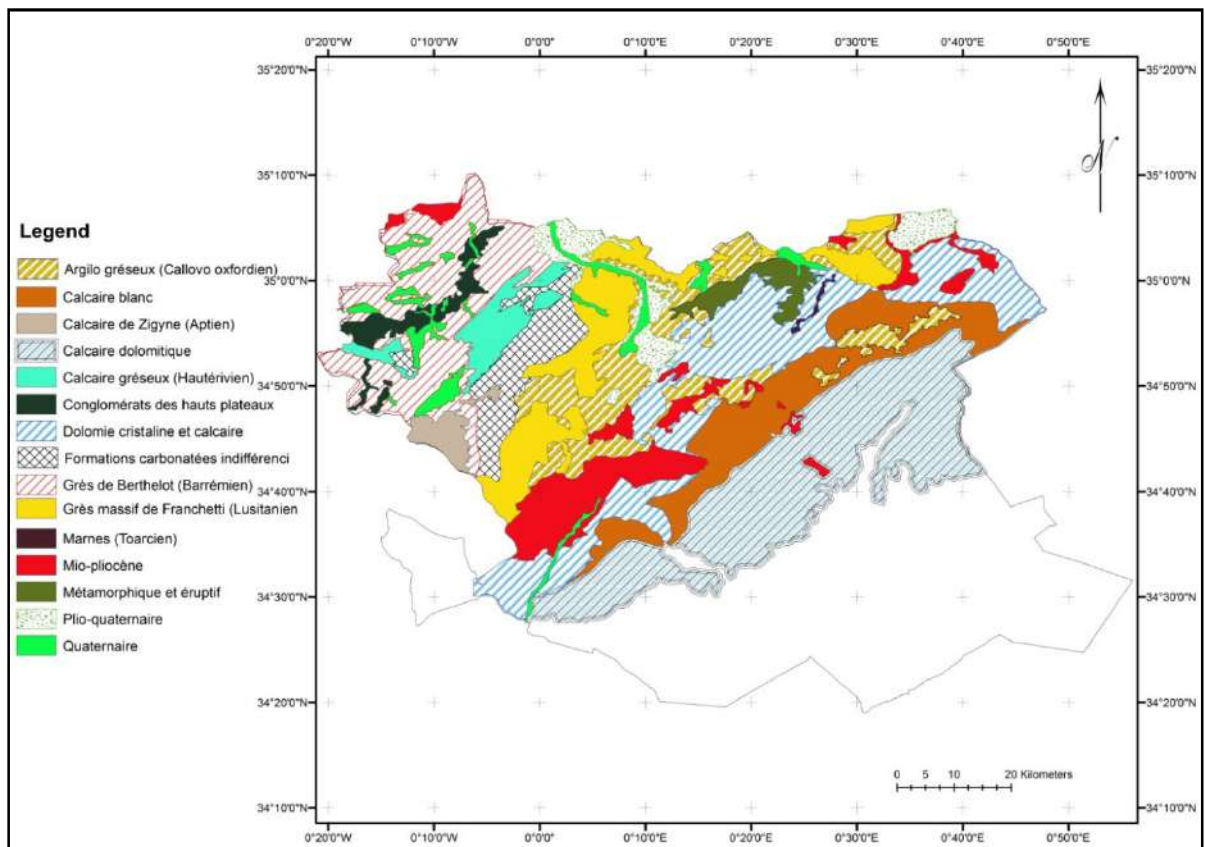 0°20'0"W 0°10'0"W 0°0'0" 0°10'0"E 0°20'0"E 0°30'0"E 0°40'0"E 0°50'0"E
35°20'0"N 35°20'0"N
N
35°10'0"N 35°10'0"N
Legend
Argilo gréseux (Callovo oxfordien)
Calcaire blanc
Calcaire de Zigyne (Aptien)
Calcaire dolomitique
Calcaire gréseux (Hautérivien)
Conglomérats des hauts plateaux
Dolomie cristaline et calcaire
Formations carbonatées indifférenci
Grès de Berthelot (Barrémien)
Grès massif de Franchetti (Lusitanien
Marnes (Toarcien)
Mio-pliocène
Métamorphique et éruptif
Plio-quaternaire
Quaternaire
35°0'0"N 35°0'0"N
34°50'0"N 34°50'0"N
34°40'0"N 34°40'0"N
34°30'0"N 34°30'0"N
34°20'0"N 34°20'0"N
0 5 10 20 Kilometers
34°10'0"N 34°10'0"N
0°20'0"W 0°10'0"W 0°0'0" 0°10'0"E 0°20'0"E 0°30'0"E 0°40'0"E 0°50'0"E